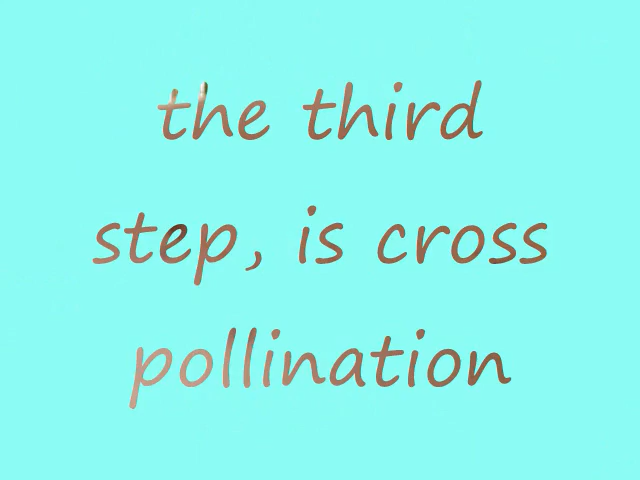 the third
step, is cross
pollination